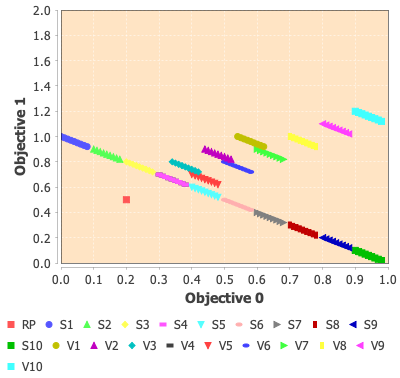 2.0
1.8
1.6
1.4
1.2
1.0
0.8
0.6
0.4
0.2
0.0
Objective 1
0.0 0.1 0.2 0.3 0.4 0.5 0.6 0.7 0.8 0.9 1.0
Objective 0
RP S1 S2 S3 S4 S5 S6 S7 S8 S9
S10 V1 V2 V3 V4 V5 V6 V7 V8 V9
V10